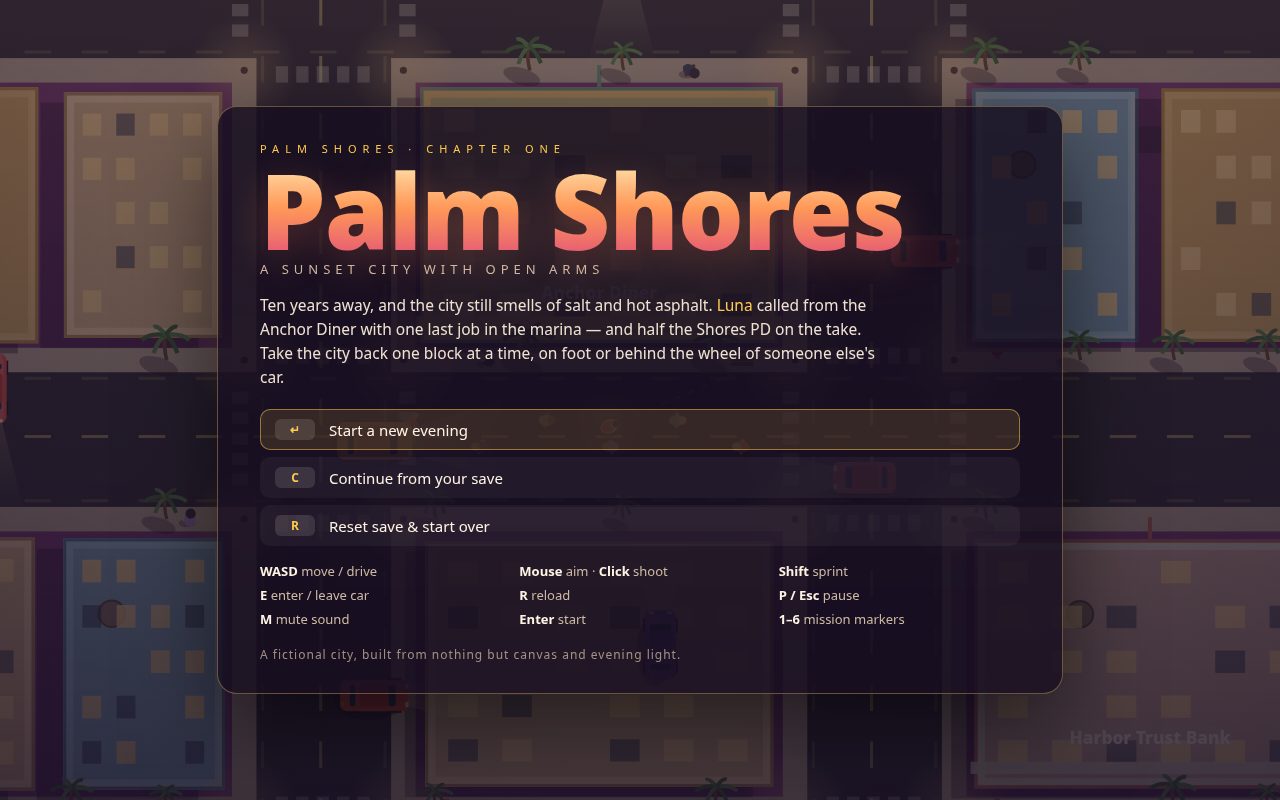 PALM SHORES · CHAPTER ONE
Palm Shores
A SUNSET CITY WITH OPEN ARMS
Anchor Diner
Ten years away, and the city still smells of salt and hot asphalt. Luna called from the
Anchor Diner with one last job in the marina — and half the Shores PD on the take.
Take the city back one block at a time, on foot or behind the wheel of someone else's
car.
↵ Start a new evening
C Continue from your save
R Reset save & start over
WASD move / drive Mouse aim · Click shoot Shift sprint
E enter / leave car R reload P / Esc pause
M mute sound Enter start 1–6 mission markers
A fictional city, built from nothing but canvas and evening light.
Harbor Trust Bank